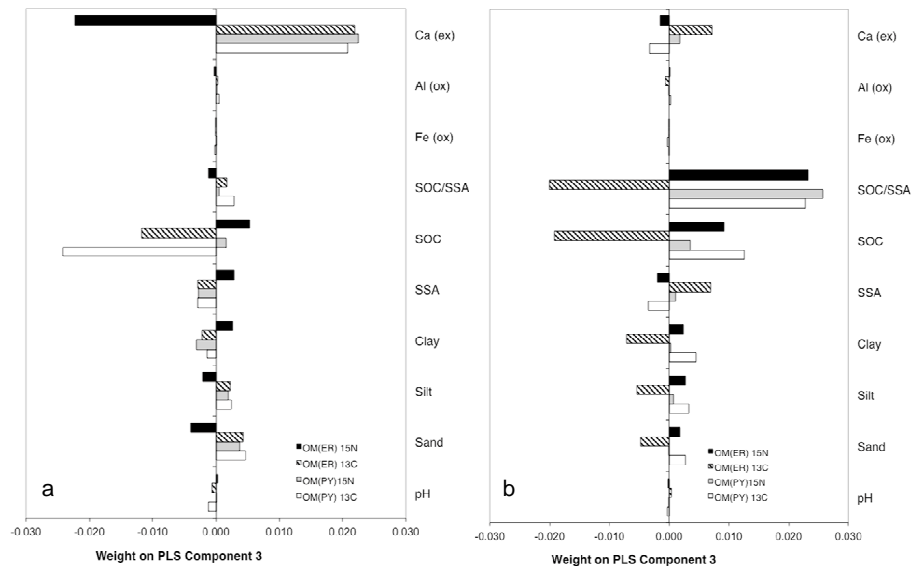 Ca (ex)
Al (ox)
Fe (ox)
SOC/SSA
SOC
SSA
Clay
Silt
Sand
pH
OM(ER) 15N
OM(ER) 13C
OM(PY)15N
OM(PY) 13C
a
-0.030 -0.020 -0.010 0.000 0.010 0.020 0.030
Weight on PLS Component 3
Ca (ex)
Al (ox)
Fe (ox)
SOC/SSA
SOC
SSA
Clay
Silt
Sand
pH
OM(ER) 15N
OM(ER) 13C
OM(PY)15N
OM(PY) 13C
b
-0.030 -0.020 -0.010 0.000 0.010 0.020 0.030
Weight on PLS Component 3